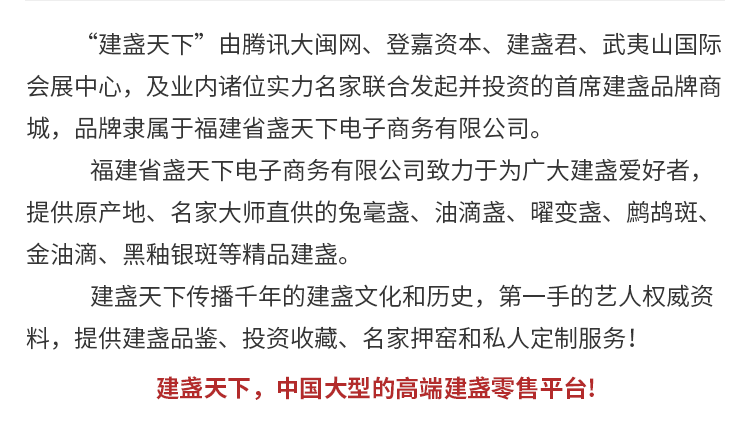 “建盏天下”由腾讯大闽网、登嘉资本、建盏君、武夷山国际
会展中心，及业内诸位实力名家联合发起并投资的首席建盏品牌商
城，品牌隶属于福建省盏天下电子商务有限公司。
福建省盏天下电子商务有限公司致力于为广大建盏爱好者，
提供原产地、名家大师直供的兔毫盏、油滴盏、曜变盏、鹧鸪斑、
金油滴、黑釉银斑等精品建盏。
建盏天下传播千年的建盏文化和历史，第一手的艺人权威资
料，提供建盏品鉴、投资收藏、名家押窑和私人定制服务！
建盏天下，中国大型的高端建盏零售平台!